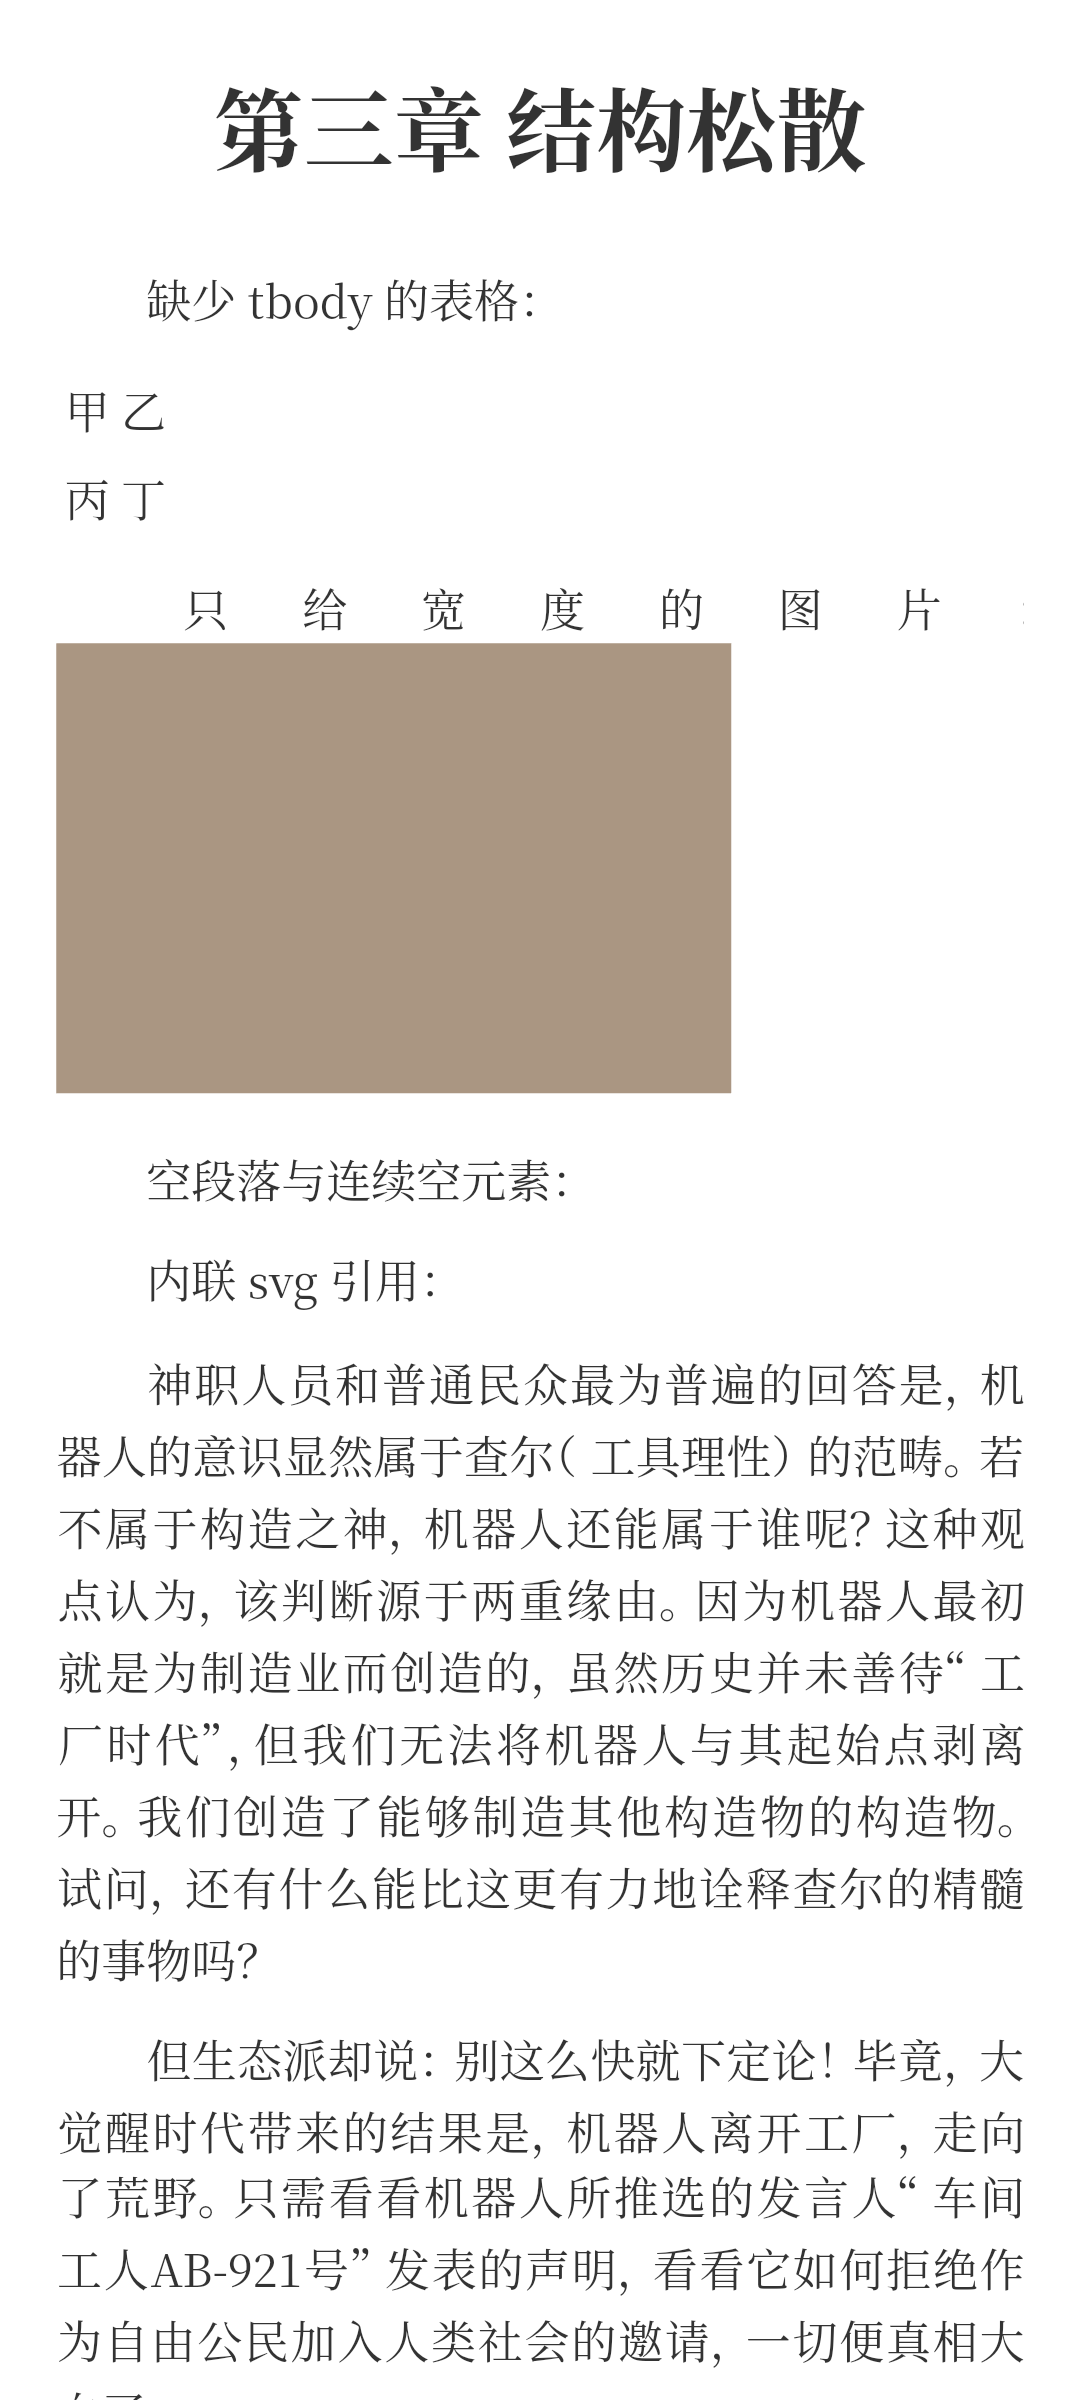 第三章 结构松散
缺少 tbody 的表格：
甲 乙
丙 丁
只给宽度的图片
空段落与连续空元素：
内联 svg 引用：
神职人员和普通民众最为普遍的回答是，机
器人的意识显然属于查尔（工具理性）的范畴。若
不属于构造之神，机器人还能属于谁呢？这种观
点认为，该判断源于两重缘由。因为机器人最初
就是为制造业而创造的，虽然历史并未善待“工
厂时代”，但我们无法将机器人与其起始点剥离
开。我们创造了能够制造其他构造物的构造物。
试问，还有什么能比这更有力地诠释查尔的精髓
的事物吗？
但生态派却说：别这么快就下定论！毕竟，大
觉醒时代带来的结果是，机器人离开工厂，走向
了荒野。只需看看机器人所推选的发言人“车间
工人AB-921号”发表的声明，看看它如何拒绝作
为自由公民加入人类社会的邀请，一切便真相大